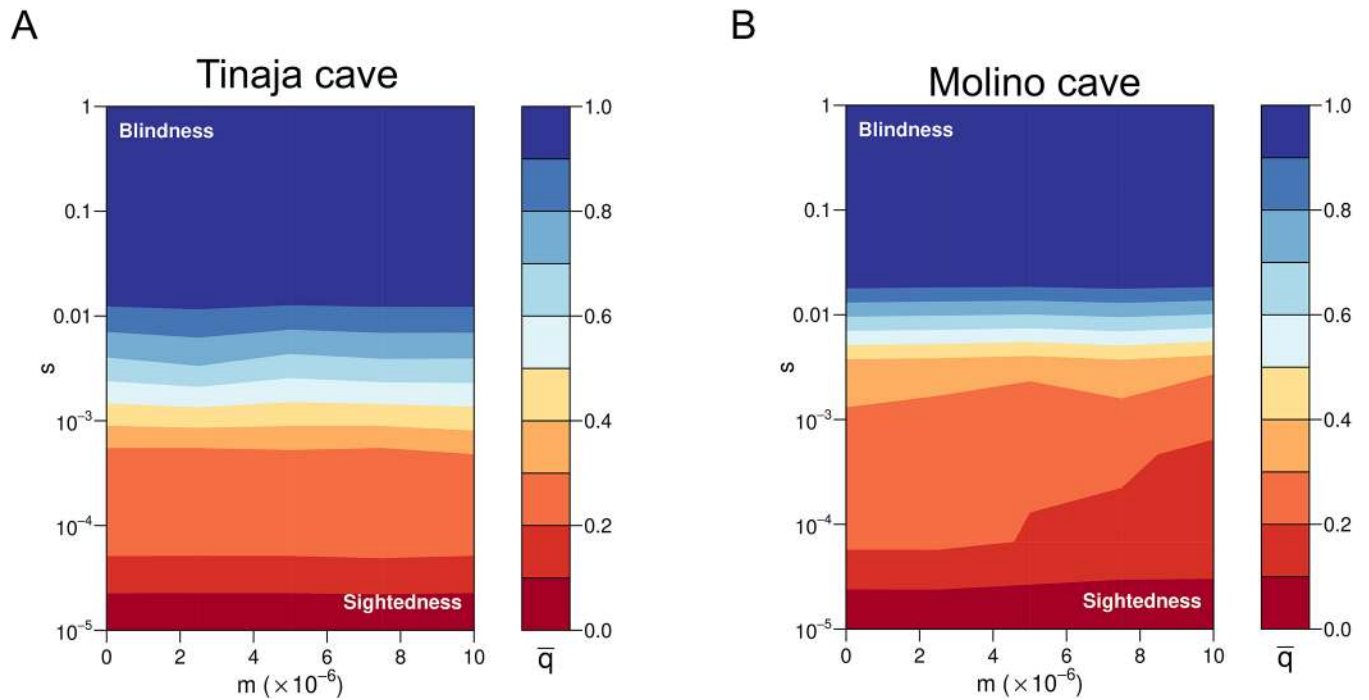 A
Tinaja cave
1
0.1
0.01
10⁻³
10⁻⁴
10⁻⁵
s
Blindness
Sightedness
0 2 4 6 8 10
m (×10⁻⁶)
1.0
0.8
0.6
0.4
0.2
0.0
q̅
B
Molino cave
1
0.1
0.01
10⁻³
10⁻⁴
10⁻⁵
s
Blindness
Sightedness
0 2 4 6 8 10
m (×10⁻⁶)
1.0
0.8
0.6
0.4
0.2
0.0
q̅